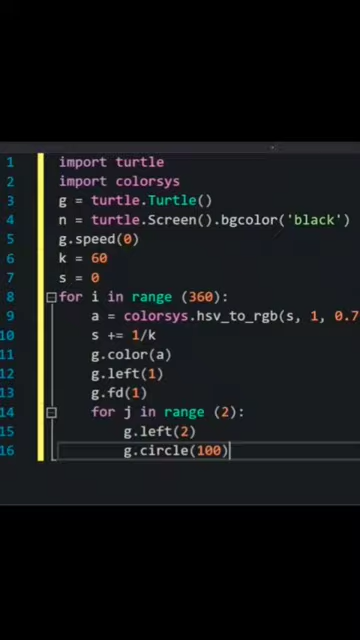 1 import turtle
2 import colorsys
3 g = turtle.Turtle()
4 n = turtle.Screen().bgcolor('black')
5 g.speed(0)
6 k = 60
7 s = 0
8 for i in range (360):
9 a = colorsys.hsv_to_rgb(s, 1, 0.7
10 s += 1/k
11 g.color(a)
12 g.left(1)
13 g.fd(1)
14 for j in range (2):
15 g.left(2)
16 g.circle(100)